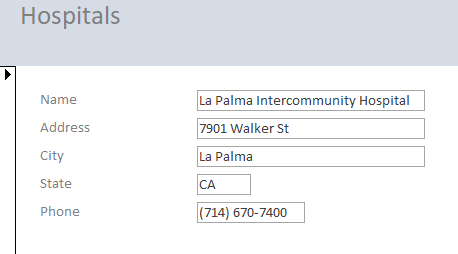 Hospitals
Name La Palma Intercommunity Hospital
Address 7901 Walker St
City La Palma
State CA
Phone (714) 670-7400